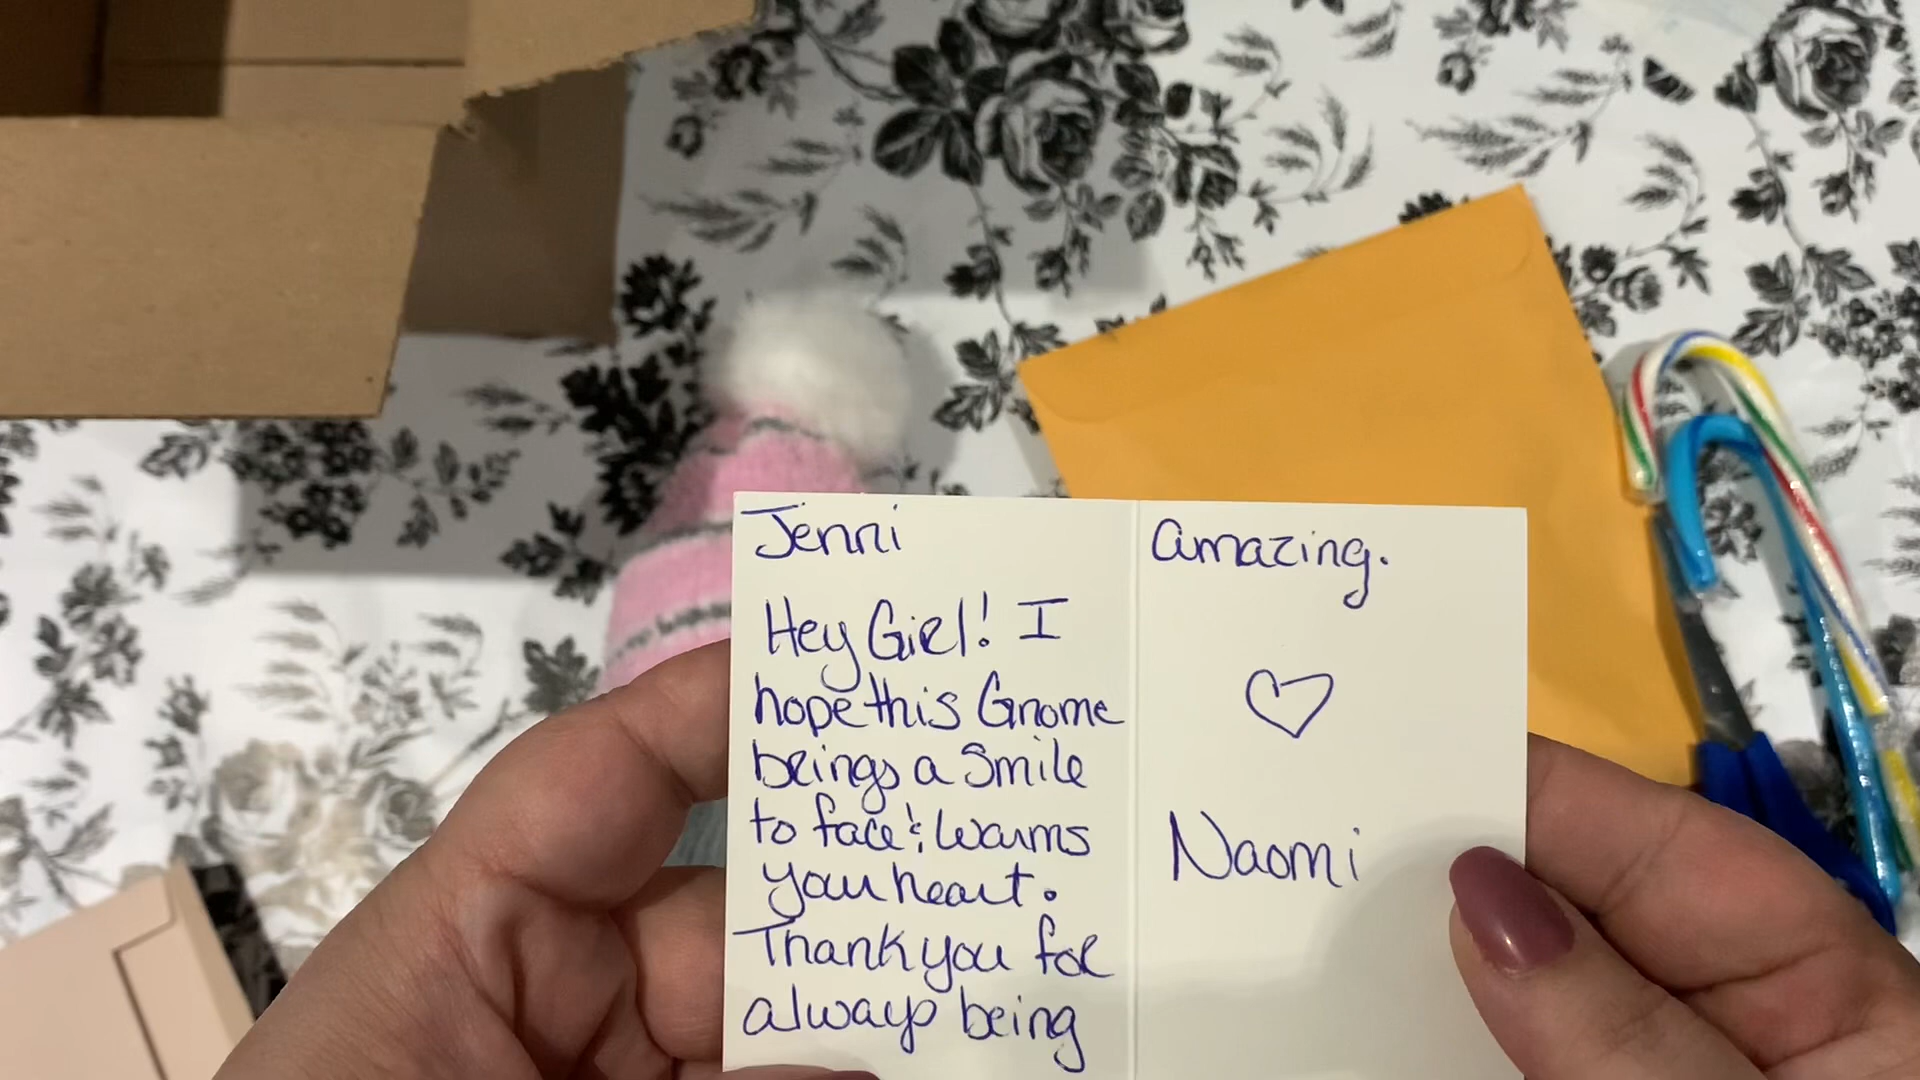 Jenni
Hey Girl! I
hope this Gnome
brings a smile
to face & warms
your heart.
Thank you for
always being
amazing.
♡
Naomi